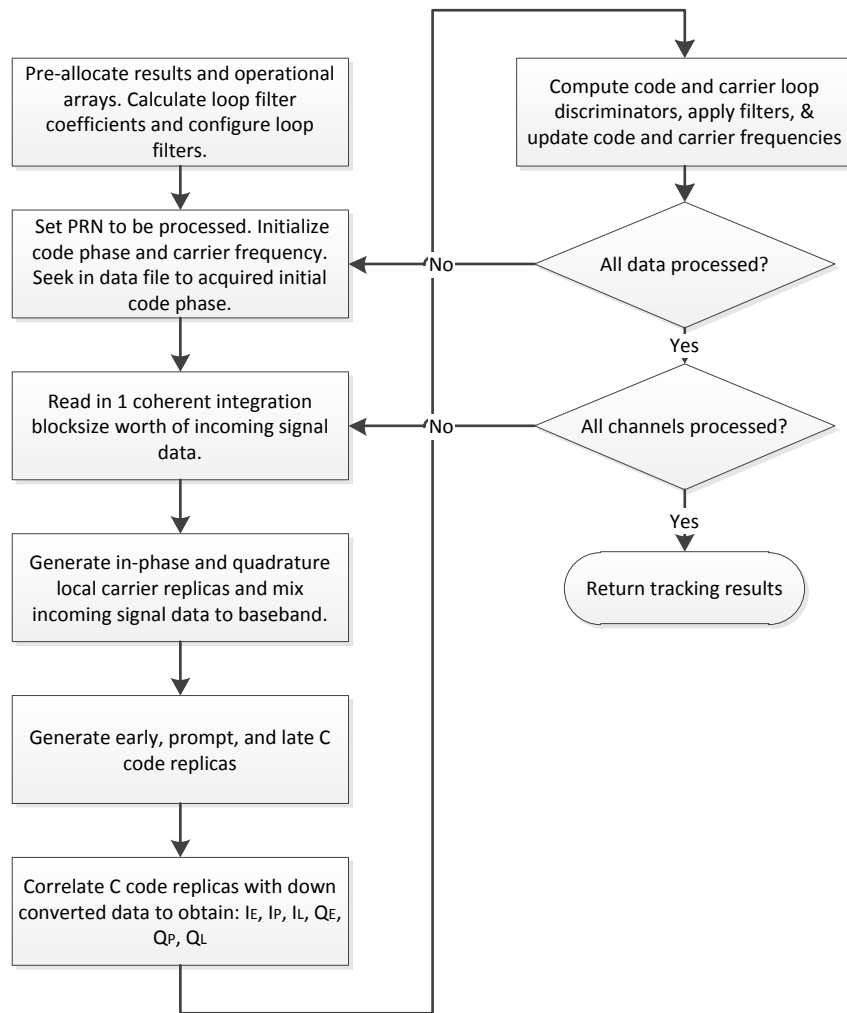 Pre-allocate results and operational
arrays. Calculate loop filter
coefficients and configure loop
filters.
Set PRN to be processed. Initialize
code phase and carrier frequency.
Seek in data file to acquired initial
code phase.
Read in 1 coherent integration
blocksize worth of incoming signal
data.
Generate in-phase and quadrature
local carrier replicas and mix
incoming signal data to baseband.
Generate early, prompt, and late C
code replicas
Correlate C code replicas with down
converted data to obtain: IE, IP, IL, QE,
QP, QL
Compute code and carrier loop
discriminators, apply filters, &
update code and carrier frequencies
All data processed?
No
Yes
All channels processed?
No
Yes
Return tracking results